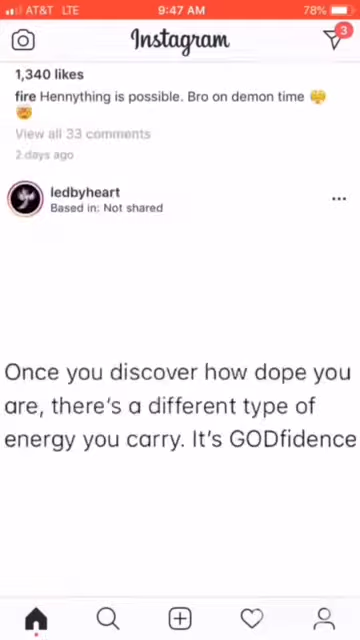 AT&T LTE 9:47 AM 78%
Instagram 3
1,340 likes
fire Hennything is possible. Bro on demon time
View all 33 comments
2 days ago
ledbyheart
Based in: Not shared
Once you discover how dope you
are, there's a different type of
energy you carry. It's GODfidence